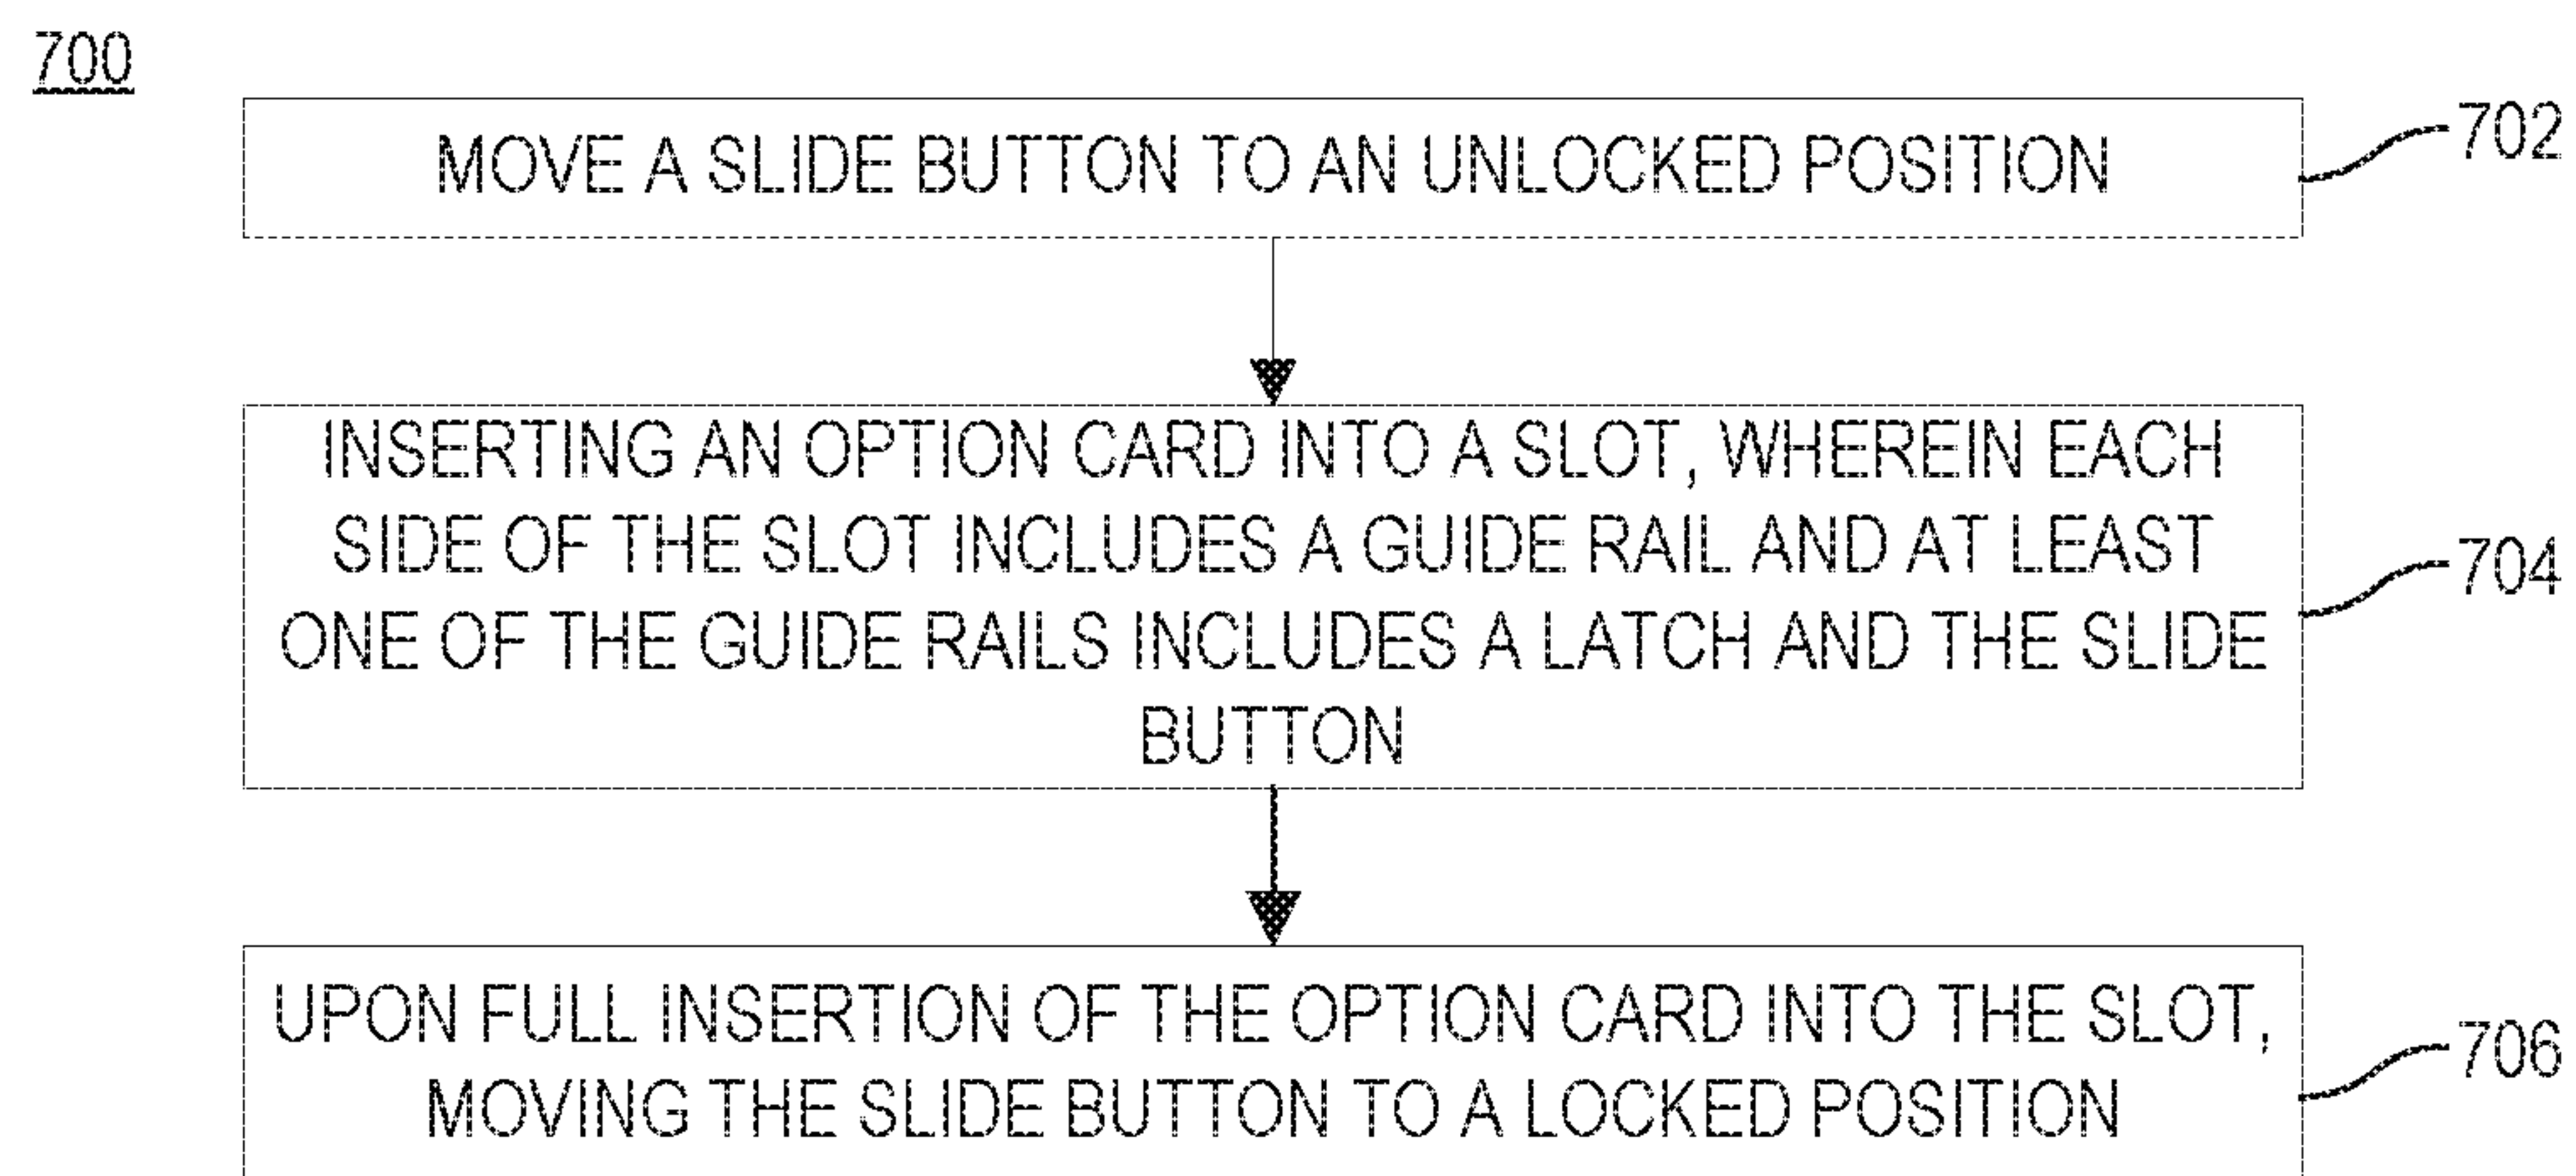 700
MOVE A SLIDE BUTTON TO AN UNLOCKED POSITION
702
INSERTING AN OPTION CARD INTO A SLOT, WHEREIN EACH
SIDE OF THE SLOT INCLUDES A GUIDE RAIL AND AT LEAST
ONE OF THE GUIDE RAILS INCLUDES A LATCH AND THE SLIDE
BUTTON
704
UPON FULL INSERTION OF THE OPTION CARD INTO THE SLOT,
MOVING THE SLIDE BUTTON TO A LOCKED POSITION
706